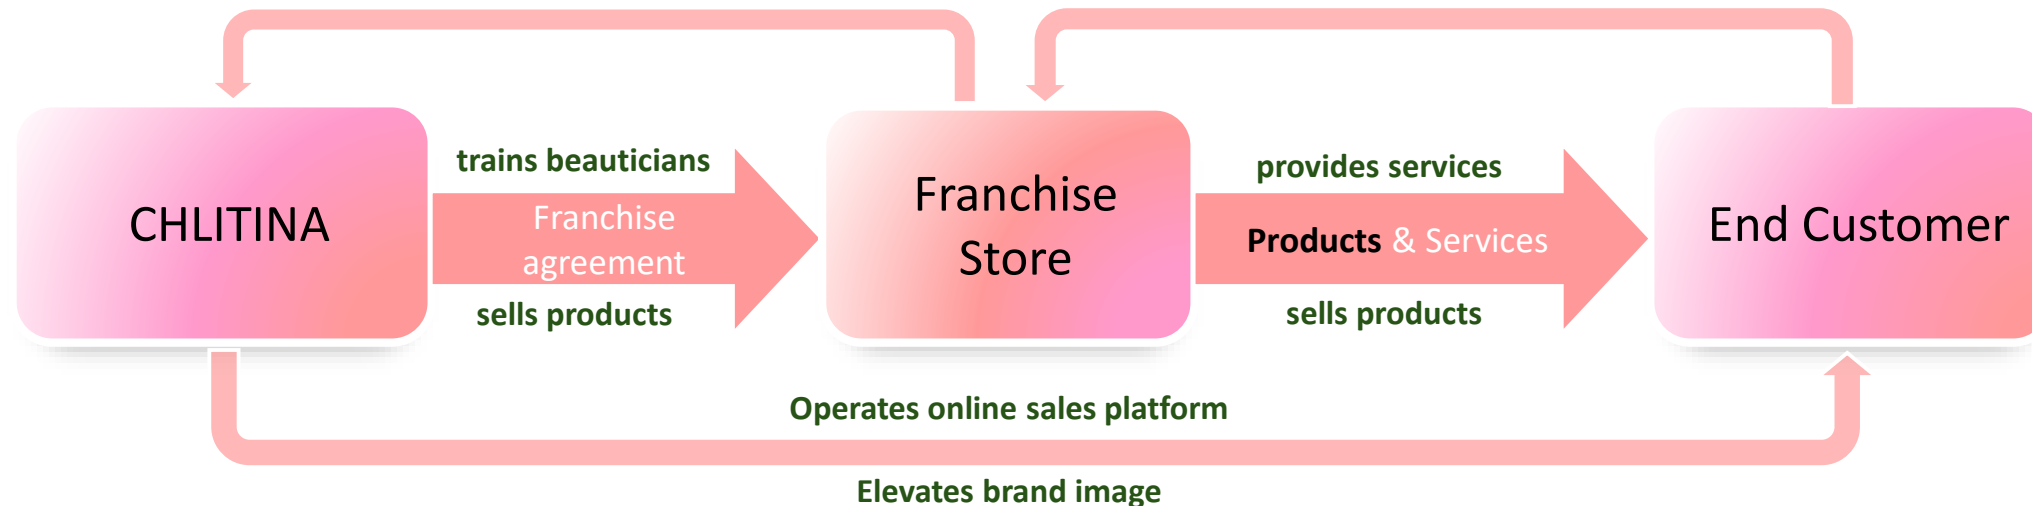 CHLITINA
trains beauticians
Franchise
agreement
sells products
Franchise
Store
provides services
Products & Services
sells products
End Customer
Operates online sales platform
Elevates brand image